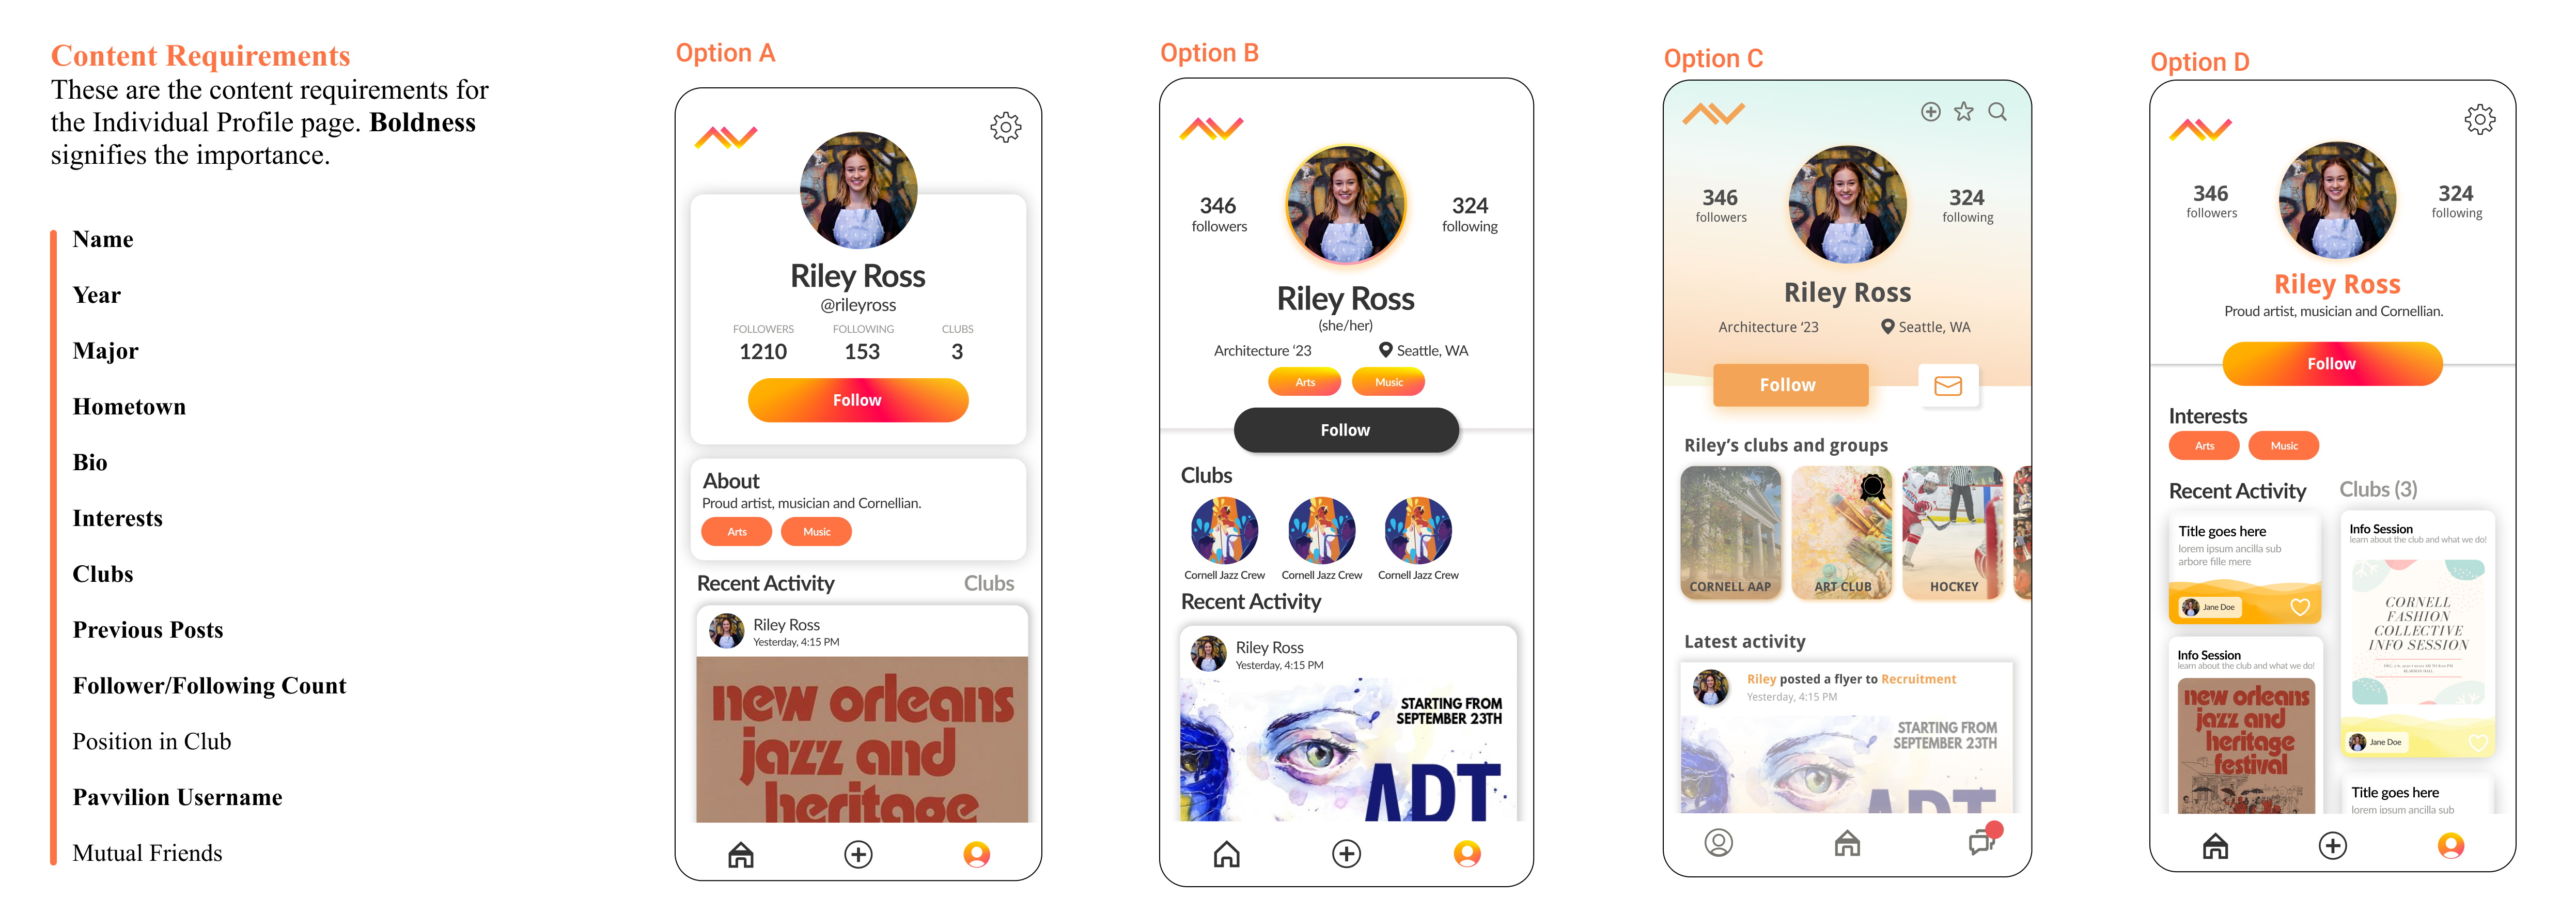 Content Requirements
These are the content requirements for
the Individual Profile page. Boldness
signifies the importance.
Name
Year
Major
Hometown
Bio
Interests
Clubs
Previous Posts
Follower/Following Count
Position in Club
Pavvilion Username
Mutual Friends
Option A
Riley Ross
@rileyross
FOLLOWERS FOLLOWING CLUBS
1210 153 3
Follow
About
Proud artist, musician and Cornellian.
Arts Music
Recent Activity Clubs
Riley Ross
Yesterday, 4:15 PM
new orleans
jazz and
heritage
Option B
346 324
followers following
Riley Ross
(she/her)
Architecture ‘23 Seattle, WA
Arts Music
Follow
Clubs
Cornell Jazz Crew Cornell Jazz Crew Cornell Jazz Crew
Recent Activity
Riley Ross
Yesterday, 4:15 PM
STARTING FROM
SEPTEMBER 23TH
ART
Option C
346 324
followers following
Riley Ross
Architecture ‘23 Seattle, WA
Follow
Riley’s clubs and groups
CORNELL AAP ART CLUB HOCKEY
Latest activity
Riley posted a flyer to Recruitment
Yesterday, 4:15 PM
STARTING FROM
SEPTEMBER 23TH
ART
Option D
346 324
followers following
Riley Ross
Proud artist, musician and Cornellian.
Follow
Interests
Arts Music
Recent Activity Clubs (3)
Title goes here
lorem ipsum ancilla sub
arbore fille mere
Jane Doe
Info Session
learn about the club and what we do!
new orleans
jazz and
heritage
festival
Info Session
learn about the club and what we do!
CORNELL
FASHION
COLLECTIVE
INFO SESSION
Jane Doe
Title goes here
lorem ipsum ancilla sub